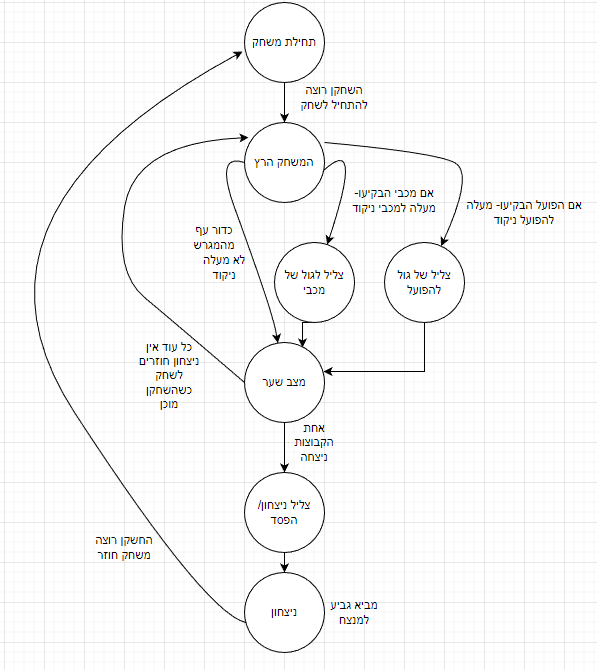 תחילת משחק
השחקן רוצה
להתחיל לשחק
המשחק הרץ
אם מכבי הבקיעו-
מעלה למכבי ניקוד
אם הפועל הבקיעו- מעלה
להפועל ניקוד
כדור עף
מהמגרש
לא מעלה
ניקוד
צליל לגול של
מכבי
צליל של גול
להפועל
כל עוד אין
ניצחון חוזרים
לשחק
כשהשחקן
מוכן
מצב שער
אחת
הקבוצות
ניצחה
צליל ניצחון/
הפסד
החשקן רוצה
משחק חוזר
ניצחון
מביא גביע
למנצח